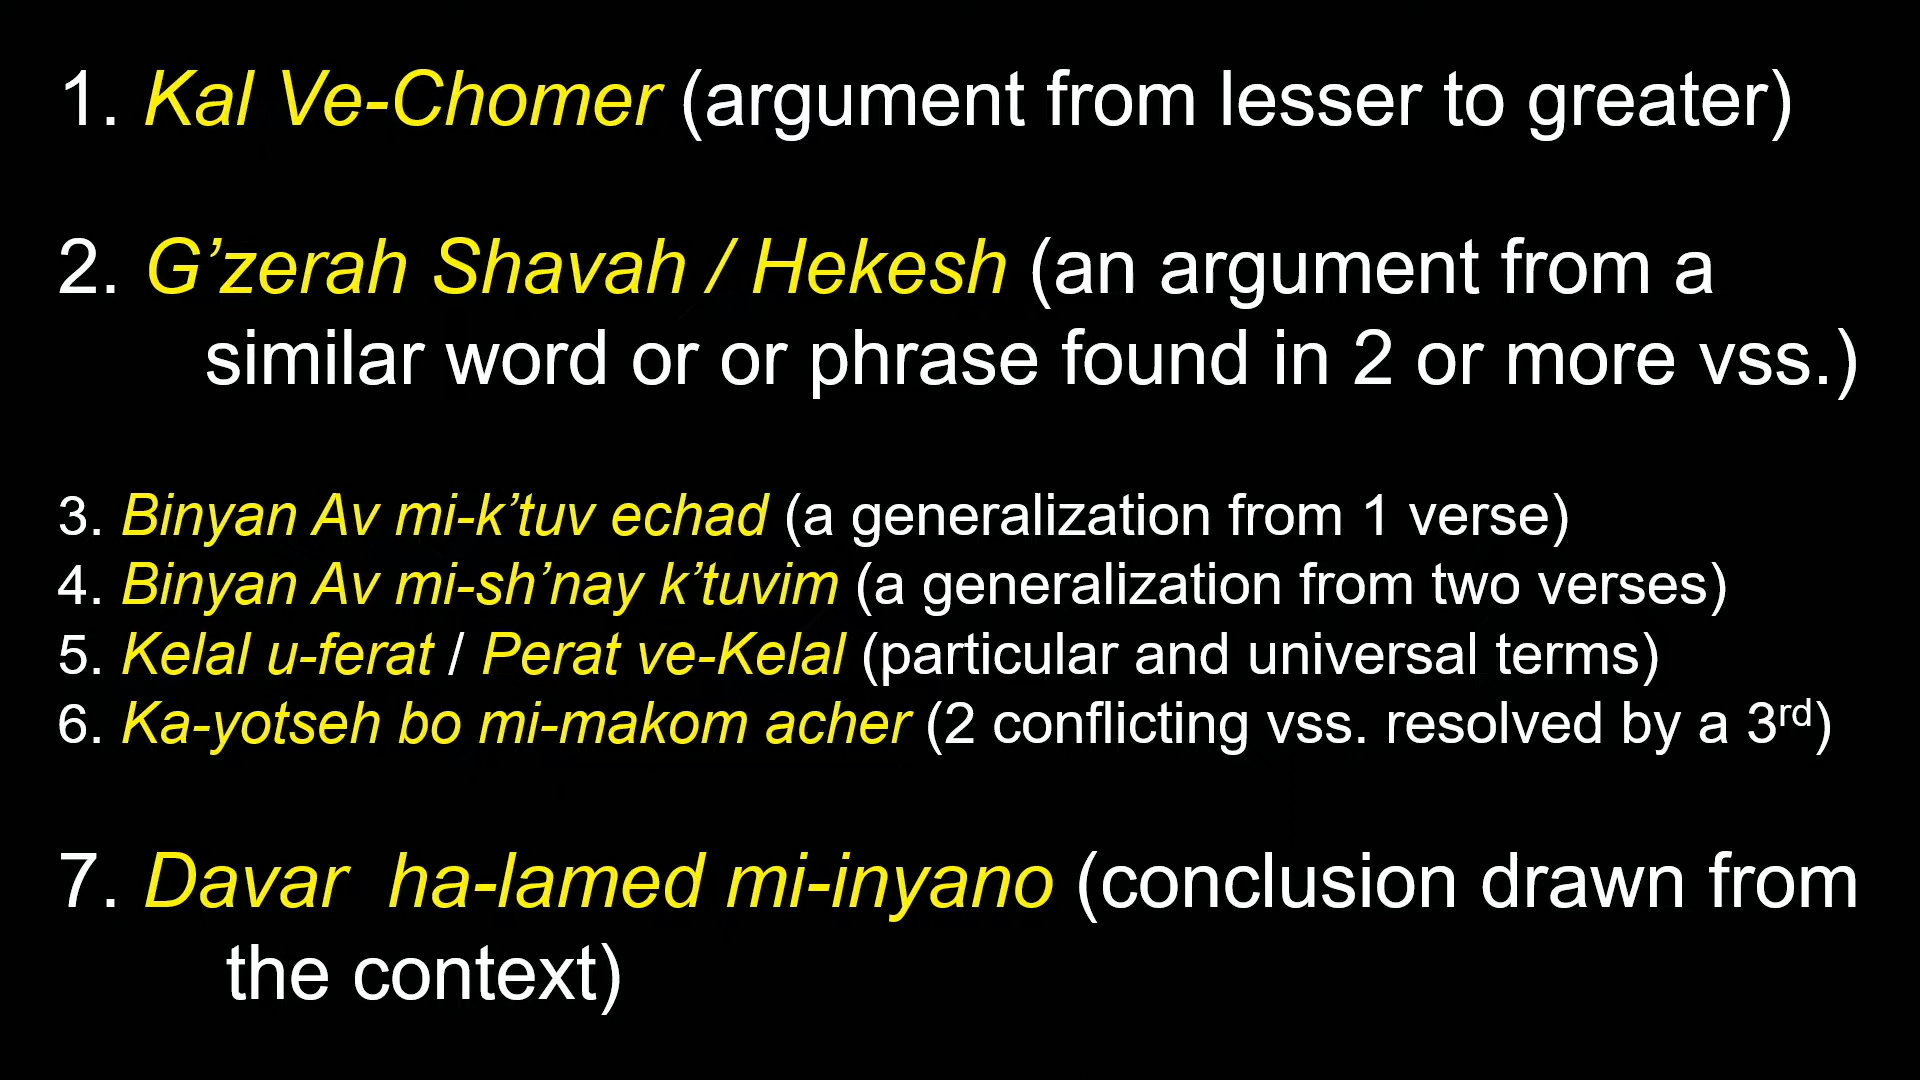 1. Kal Ve-Chomer (argument from lesser to greater)
2. G’zerah Shavah / Hekesh (an argument from a
similar word or or phrase found in 2 or more vss.)
3. Binyan Av mi-k’tuv echad (a generalization from 1 verse)
4. Binyan Av mi-sh’nay k’tuvim (a generalization from two verses)
5. Kelal u-ferat / Perat ve-Kelal (particular and universal terms)
6. Ka-yotseh bo mi-makom acher (2 conflicting vss. resolved by a 3rd)
7. Davar  ha-lamed mi-inyano (conclusion drawn from
the context)